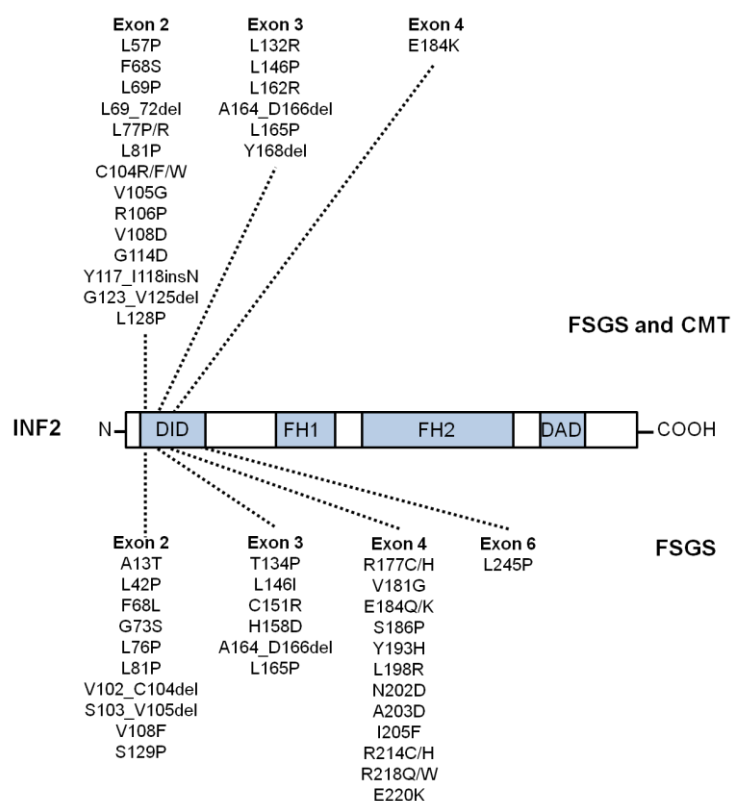 Exon 2
L57P
F68S
L69P
L69_72del
L77P/R
L81P
C104R/F/W
V105G
R106P
V108D
G114D
Y117_I118insN
G123_V125del
L128P
Exon 3
L132R
L146P
L162R
A164_D166del
L165P
Y168del
Exon 4
E184K
FSGS and CMT
INF2 N DID FH1 FH2 DAD COOH
FSGS
Exon 2
A13T
L42P
F68L
G73S
L76P
L81P
V102_C104del
S103_V105del
V108F
S129P
Exon 3
T134P
L146I
C151R
H158D
A164_D166del
L165P
Exon 4
R177C/H
V181G
E184Q/K
S186P
Y193H
L198R
N202D
A203D
I205F
R214C/H
R218Q/W
E220K
Exon 6
L245P